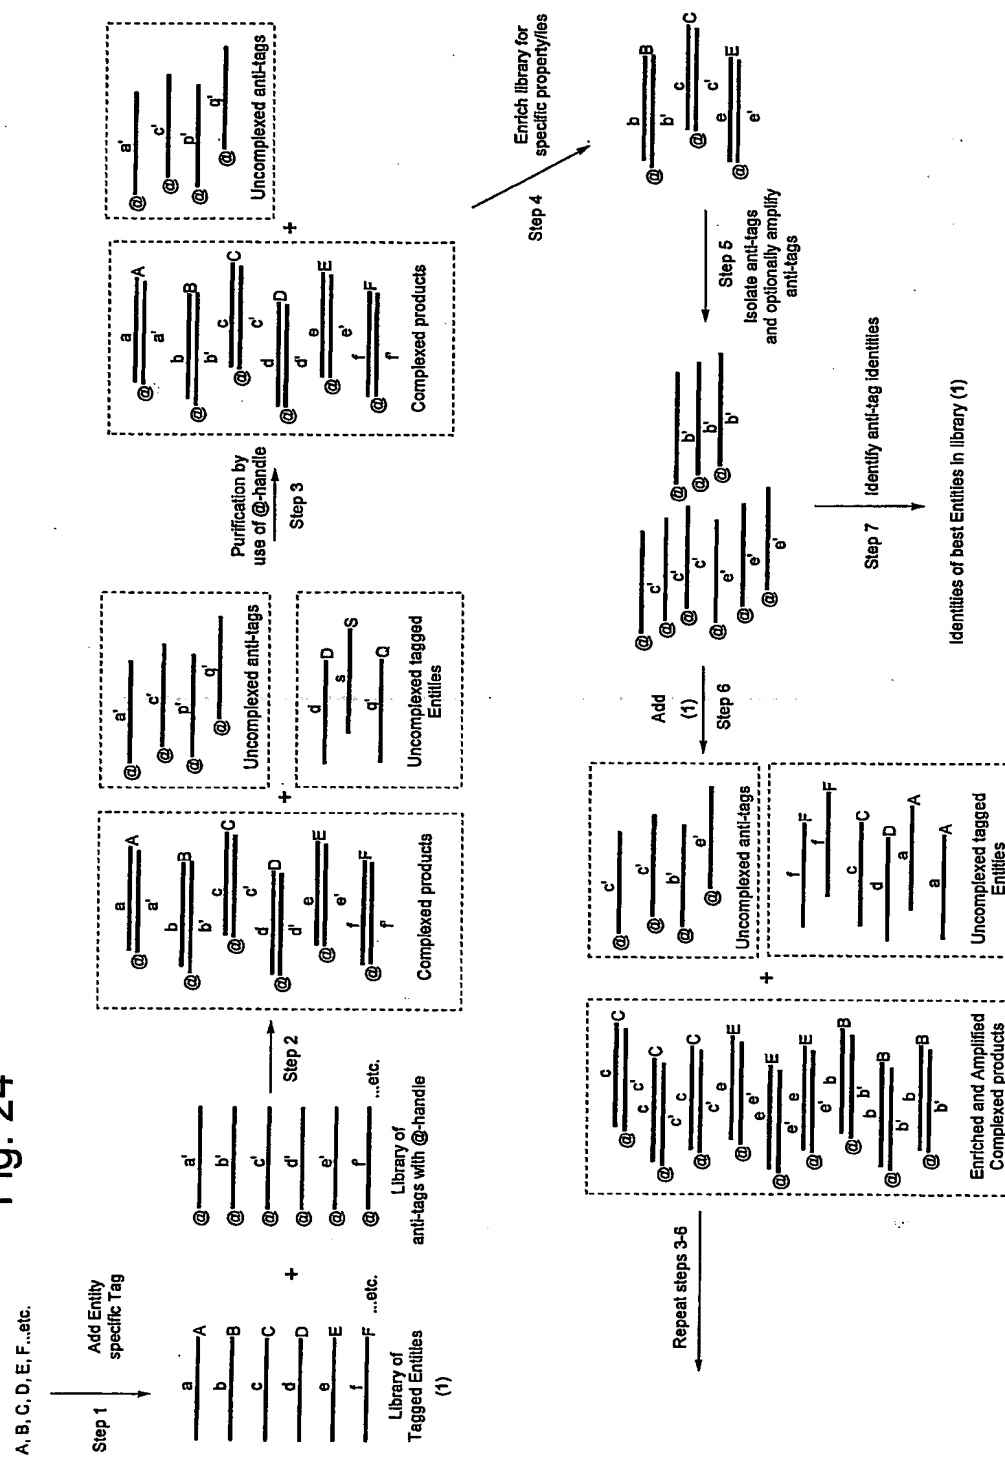 Fig. 24
A, B, C, D, E, F...etc.
Step 1
Add Entity
specific Tag
a
A
b
B
c
C
d
D
e
E
f
F
...etc.
Library of
Tagged Entities
(1)
+
@
a'
@
b'
@
c'
@
d'
@
e'
@
f'
...etc.
Library of
anti-tags with @-handle
Step 2
a
A
@
a'
b
B
@
b'
c
C
@
c'
d
D
@
d'
e
E
@
e'
f
F
@
f'
Complexed products
+
@
a'
@
c'
@
p'
@
q'
Uncomplexed anti-tags
d
D
s
S
q'
Q
Uncomplexed tagged
Entities
Purification by
use of @-handle
Step 3
a
A
@
a'
b
B
@
b'
c
C
@
c'
d
D
@
d'
e
E
@
e'
f
F
@
f'
Complexed products
+
@
a'
@
c'
@
p'
@
q'
Uncomplexed anti-tags
Step 4
Enrich library for
specific property/ies
b
B
@
b'
c
C
@
c'
e
E
@
e'
Step 5
Isolate anti-tags
and optionally amplify
anti-tags
@
c'
@
c'
@
c'
@
e'
@
e'
@
e'
@
b'
@
b'
@
b'
Step 7
Identify anti-tag identities
Identities of best Entities in library (1)
Add
(1)
Step 6
@
c'
@
c'
@
b'
@
e'
Uncomplexed anti-tags
f
F
f
F
c
C
d
D
a
A
a
A
Uncomplexed tagged
Entities
+
c
C
@
c'
c
C
@
c'
c
C
@
c'
e
E
@
e'
e
E
@
e'
e
E
@
e'
b
B
@
b'
b
B
@
b'
b
B
@
b'
Enriched and Amplified
Complexed products
Repeat steps 3-6